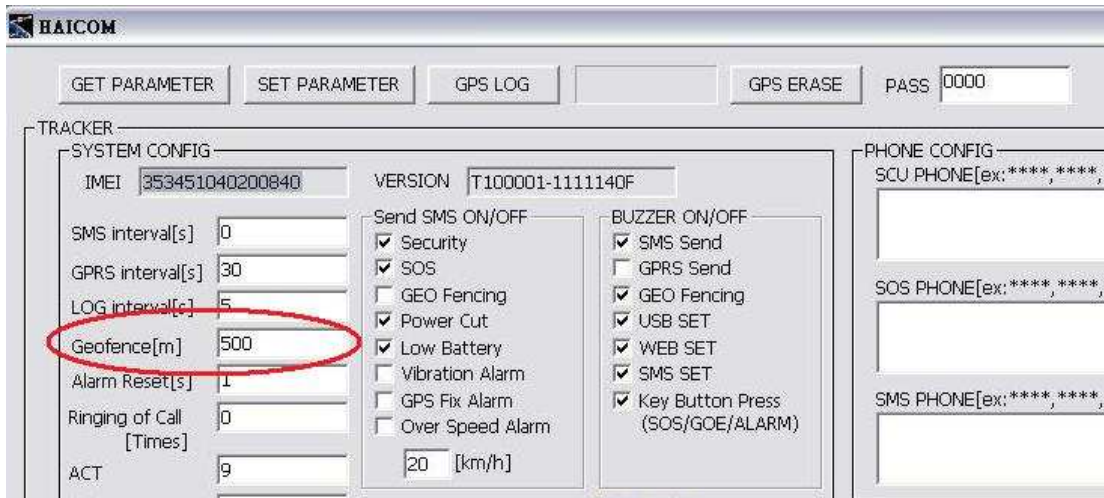 HAICOM
GET PARAMETER SET PARAMETER GPS LOG GPS ERASE PASS 0000
TRACKER
SYSTEM CONFIG
IMEI 353451040200840 VERSION T100001-1111140F
SMS interval[s] 0
GPRS interval[s] 30
LOG interval[s] 5
Geofence[m] 500
Alarm Reset[s] 1
Ringing of Call 0
[Times]
ACT 9
Send SMS ON/OFF
Security
SOS
GEO Fencing
Power Cut
Low Battery
Vibration Alarm
GPS Fix Alarm
Over Speed Alarm
20 [km/h]
BUZZER ON/OFF
SMS Send
GPRS Send
GEO Fencing
USB SET
WEB SET
SMS SET
Key Button Press
(SOS/GOE/ALARM)
PHONE CONFIG
SCU PHONE[ex:****,****,
SOS PHONE[ex:****,****,
SMS PHONE[ex:****,****,